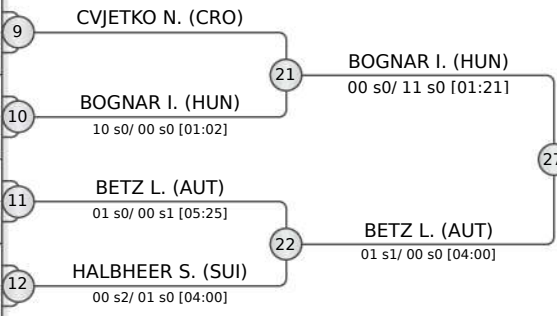 9
CVJETKO N. (CRO)
21
BOGNAR I. (HUN)
00 s0/ 11 s0 [01:21]
10
BOGNAR I. (HUN)
10 s0/ 00 s0 [01:02]
27
11
BETZ L. (AUT)
01 s0/ 00 s1 [05:25]
22
BETZ L. (AUT)
01 s1/ 00 s0 [04:00]
12
HALBHEER S. (SUI)
00 s2/ 01 s0 [04:00]